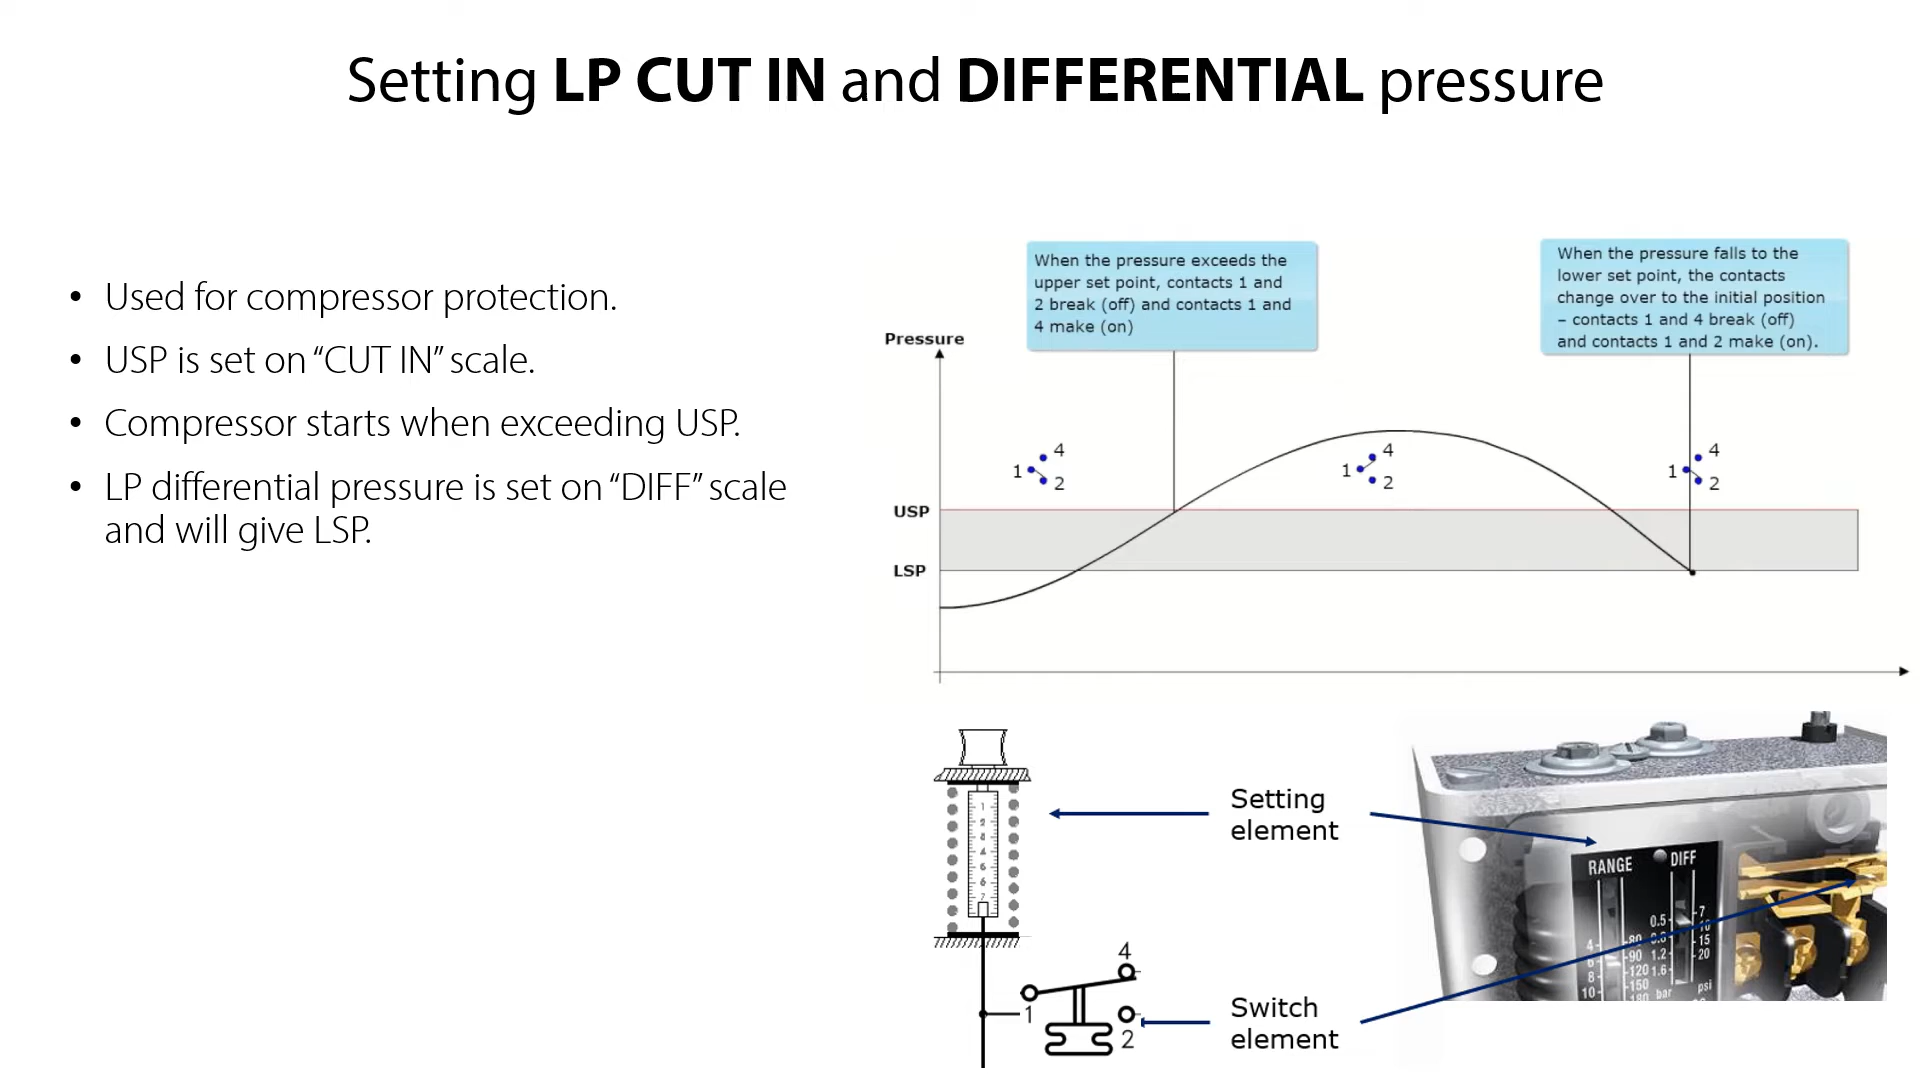 Setting LP CUT IN and DIFFERENTIAL pressure
• Used for compressor protection.
• USP is set on “CUT IN” scale.
• Compressor starts when exceeding USP.
• LP differential pressure is set on “DIFF” scale
and will give LSP.
When the pressure exceeds the
upper set point, contacts 1 and
2 break (off) and contacts 1 and
4 make (on)
When the pressure falls to the
lower set point, the contacts
change over to the initial position
– contacts 1 and 4 break (off)
and contacts 1 and 2 make (on).
Pressure
4
1
2
4
1
2
4
1
2
USP
LSP
1
2
4
6
6
7
Setting
element
RANGE
DIFF
0.5
7
4
80
15
90
1.2
20
8
120
1.6
10
150
bar
psi
180
4
1
2
Switch
element